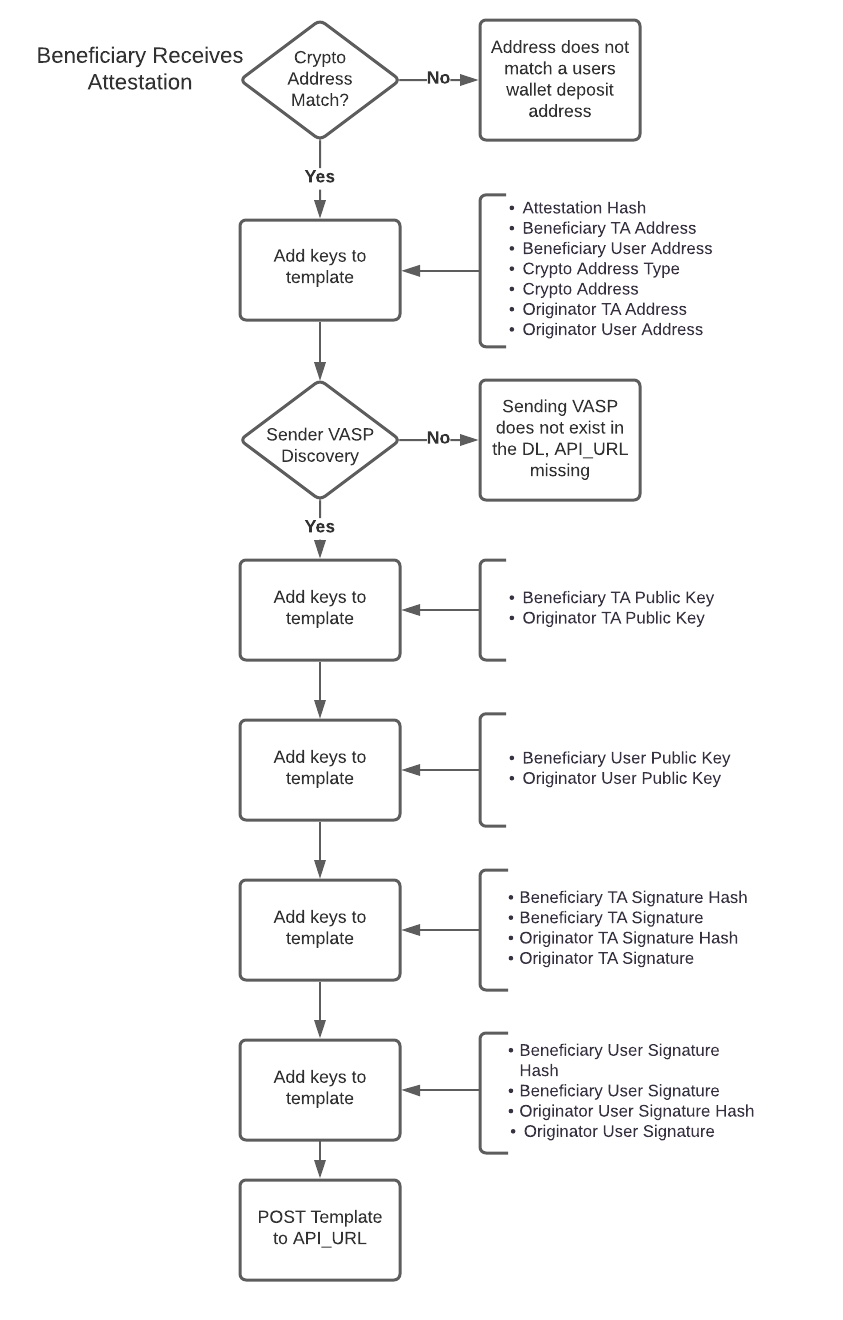 Beneficiary Receives
Attestation
Crypto
Address
Match?
No
Address does not
match a users
wallet deposit
address
Yes
Add keys to
template
• Attestation Hash
• Beneficiary TA Address
• Beneficiary User Address
• Crypto Address Type
• Crypto Address
• Originator TA Address
• Originator User Address
Sender VASP
Discovery
No
Sending VASP
does not exist in
the DL, API_URL
missing
Yes
Add keys to
template
• Beneficiary TA Public Key
• Originator TA Public Key
Add keys to
template
• Beneficiary User Public Key
• Originator User Public Key
Add keys to
template
• Beneficiary TA Signature Hash
• Beneficiary TA Signature
• Originator TA Signature Hash
• Originator TA Signature
Add keys to
template
• Beneficiary User Signature
Hash
• Beneficiary User Signature
• Originator User Signature Hash
• Originator User Signature
POST Template
to API_URL